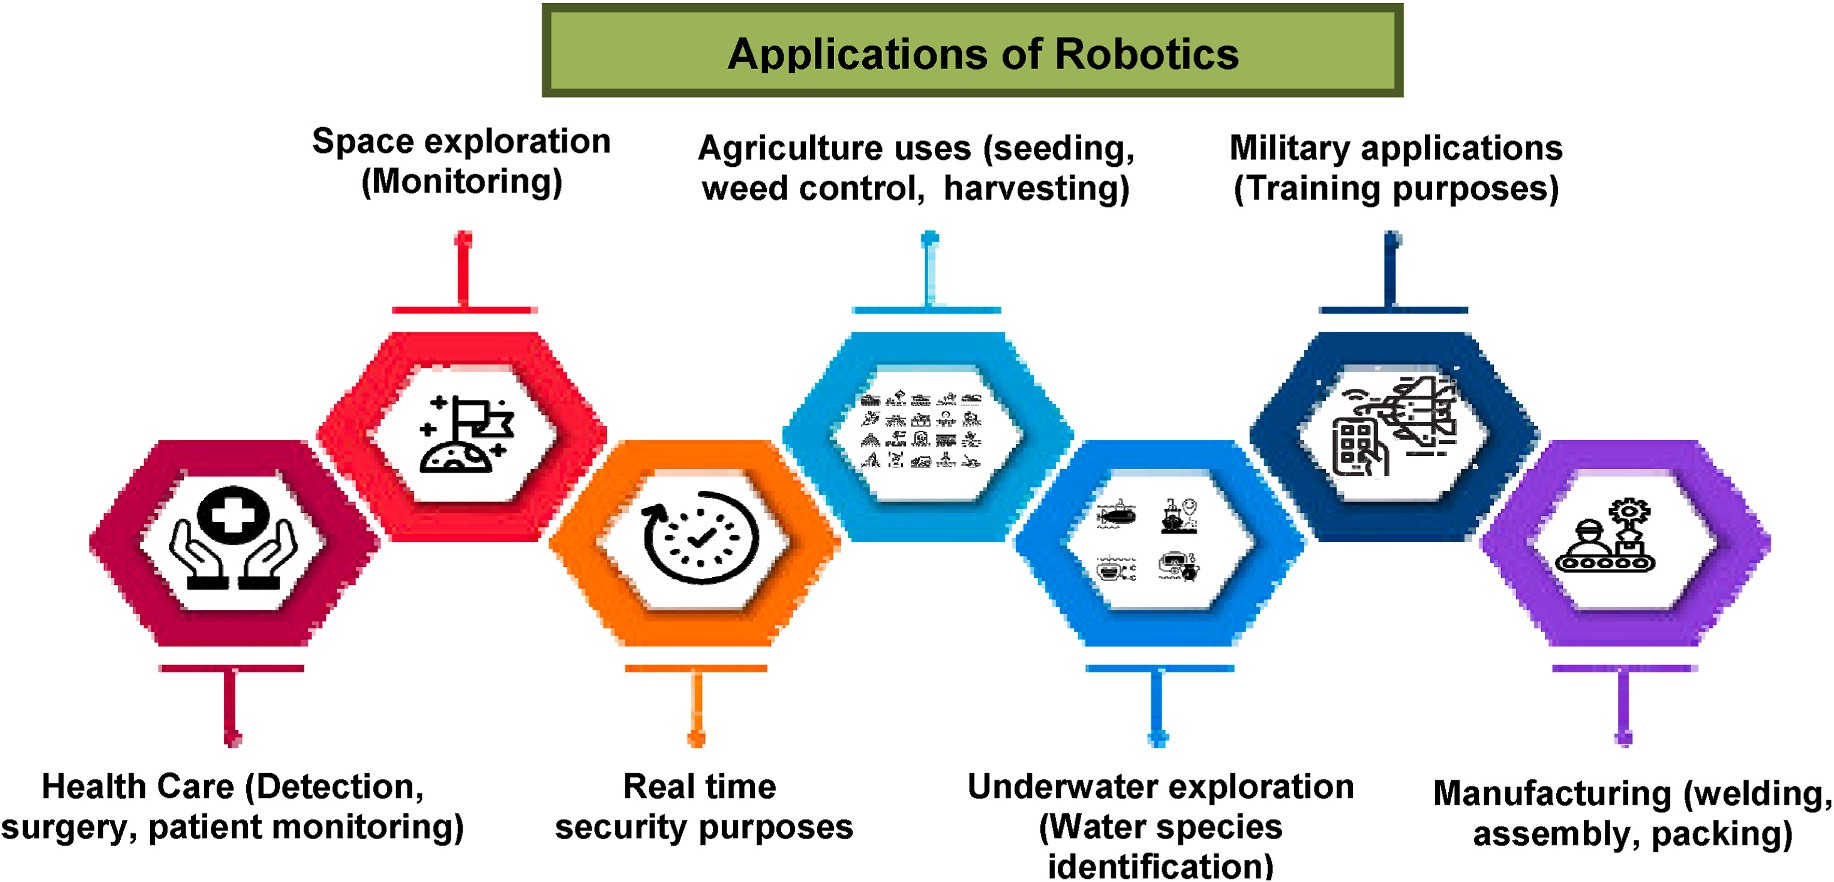 Applications of Robotics
Space exploration
(Monitoring)
Agriculture uses (seeding,
weed control, harvesting)
Military applications
(Training purposes)
Health Care (Detection,
surgery, patient monitoring)
Real time
security purposes
Underwater exploration
(Water species
identification)
Manufacturing (welding,
assembly, packing)